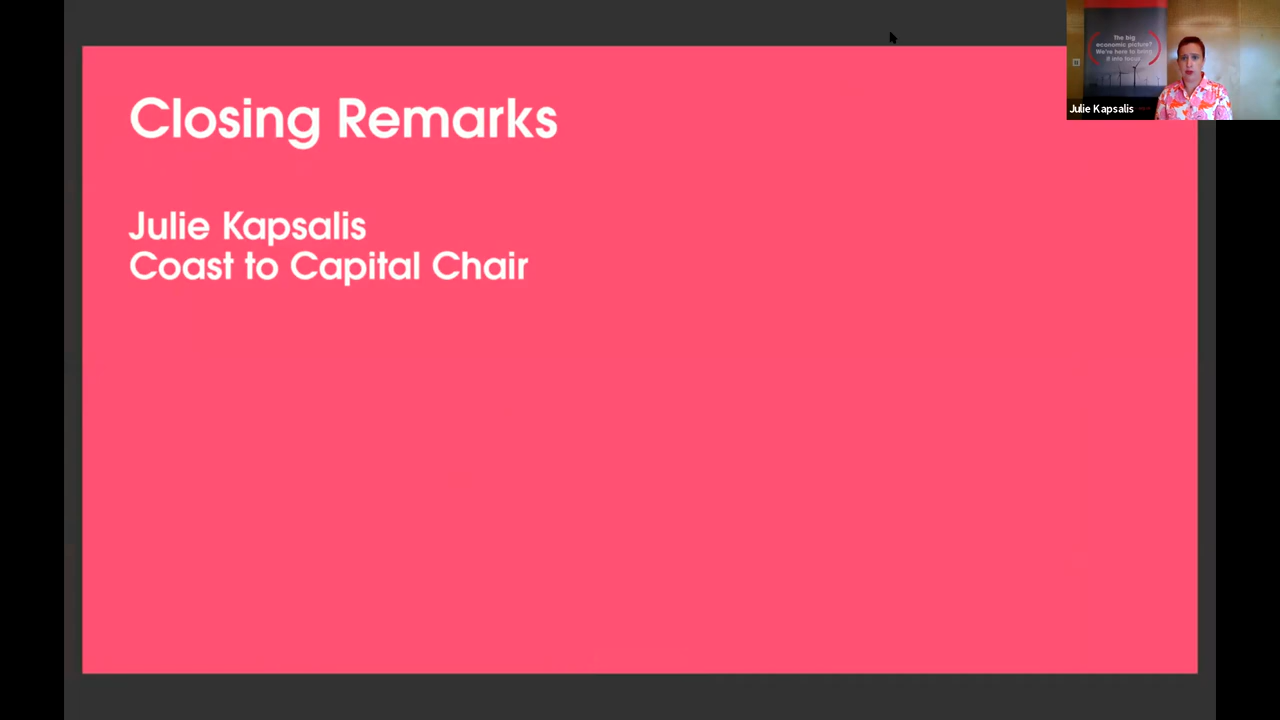 Closing Remarks
Julie Kapsalis
Coast to Capital Chair
The big
economic picture?
We're here to bring
it into focus.
Julie Kapsalis